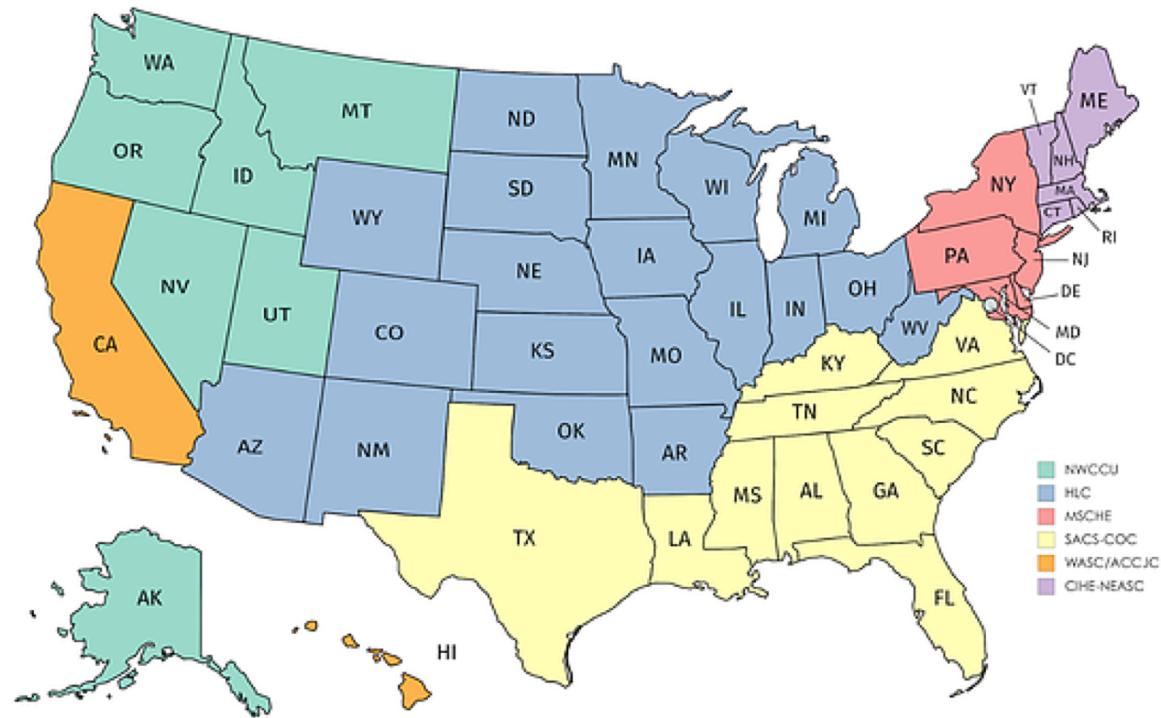 WA
MT
ND
MN
OR
ID
SD
WI
MI
WY
NE
IA
NV
UT
CO
KS
MO
IL
IN
OH
WV
PA
NY
VT
ME
NH
MA
CT
RI
NJ
DE
MD
DC
CA
AZ
NM
OK
AR
KY
VA
TN
NC
SC
MS
AL
GA
TX
LA
FL
AK
HI
NWCCU
HLC
MSCHE
SACS-COC
WASC/ACCJC
CIHE-NEASC